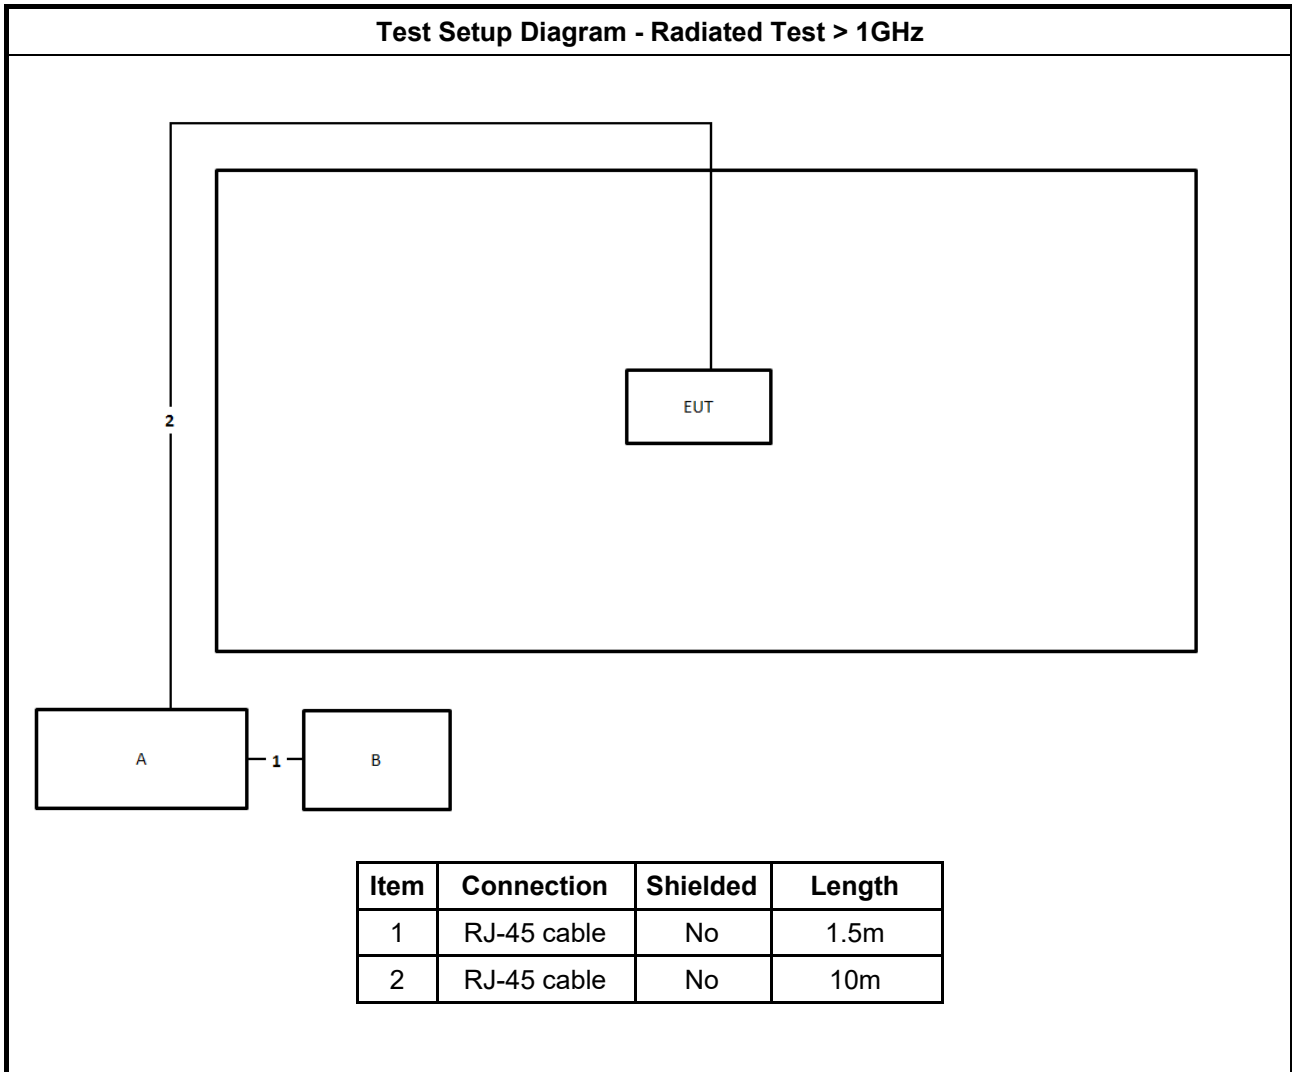 Test Setup Diagram - Radiated Test > 1GHz
EUT
2
A
1
B
Item Connection Shielded Length
1 RJ-45 cable No 1.5m
2 RJ-45 cable No 10m